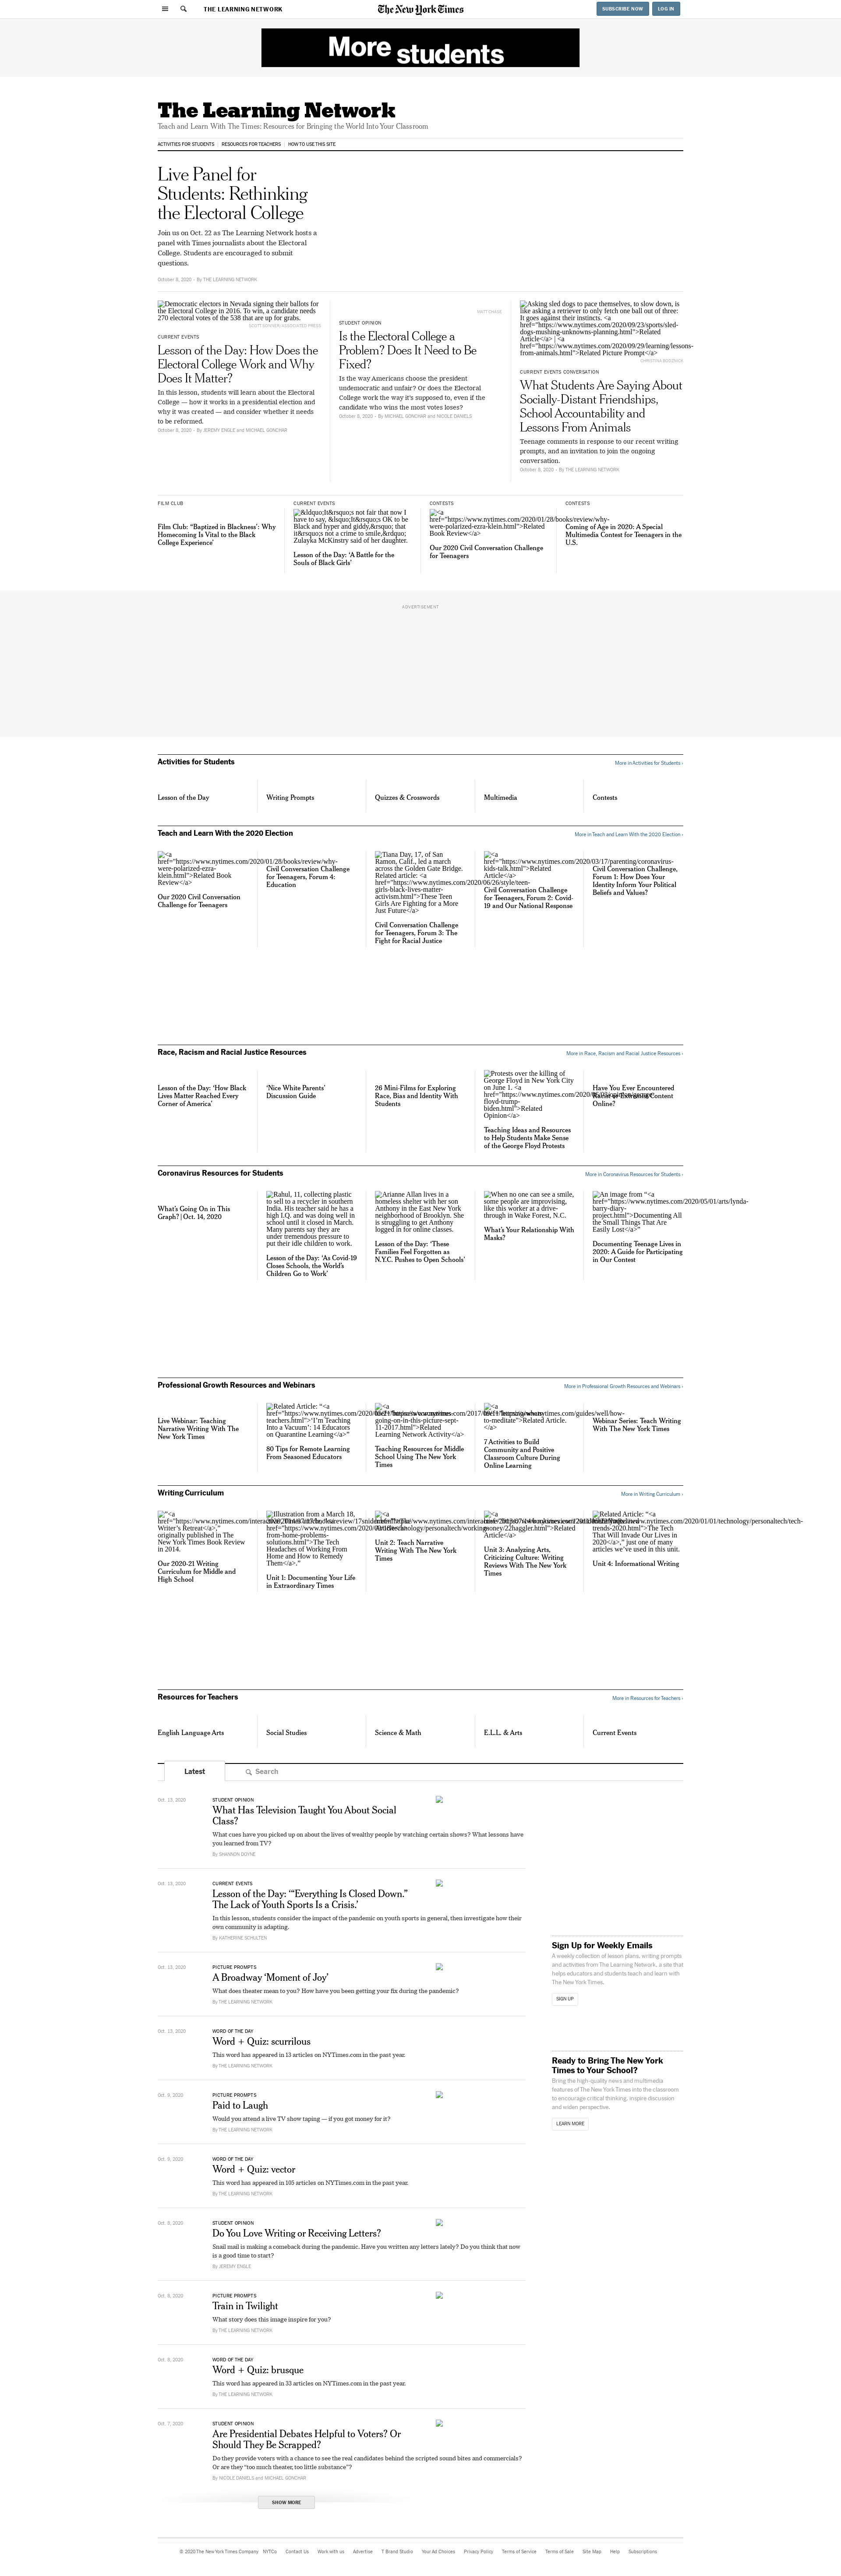 THE LEARNING NETWORK
The New York Times
SUBSCRIBE NOW
LOG IN
More students
The Learning Network
Teach and Learn With The Times: Resources for Bringing the World Into Your Classroom
ACTIVITIES FOR STUDENTS
RESOURCES FOR TEACHERS
HOW TO USE THIS SITE
Live Panel for
Students: Rethinking
the Electoral College
Join us on Oct. 22 as The Learning Network hosts a
panel with Times journalists about the Electoral
College. Students are encouraged to submit
questions.
October 9, 2020 - By THE LEARNING NETWORK
Democratic electors in Nevada signing their ballots for
the Electoral College in 2016. To win, a candidate needs
270 electoral votes of the 538 that are up for grabs.
CURRENT EVENTS
Lesson of the Day: How Does the
Electoral College Work and Why
Does It Matter?
In this lesson, students will learn about the Electoral
College — how it works in a presidential election and
why it was created — and consider whether it needs
to be reformed.
October 8, 2020 - By JEREMY ENGLE and MICHAEL GONCHAR
MATT CHASE
STUDENT OPINION
Is the Electoral College a
Problem? Does It Need to Be
Fixed?
Is the way Americans choose the president
undemocratic and unfair? Or does the Electoral
College work the way it's supposed to, even if the
candidate who wins the most votes loses?
October 8, 2020 - By MICHAEL GONCHAR and NICOLE DANIELS
Asking sled dogs to pace themselves, to slow down, is
like asking a retriever to only fetch one ball out of three:
It goes against their instincts. <a
href="https://www.nytimes.com/2020/09/23/sports/sled-
dogs-mushing-unknowns-planning.html">Related
Article</a> | <a
href="https://www.nytimes.com/2020/09/29/learning/lessons-
from-animals.html">Related Picture Prompt</a>
CURRENT EVENTS CONVERSATION
What Students Are Saying About
Socially-Distant Friendships,
School Accountability and
Lessons From Animals
Teenage comments in response to our recent writing
prompts, and an invitation to join the ongoing
conversation.
October 8, 2020 - By THE LEARNING NETWORK
FILM CLUB
Film Club: "Baptized in Blackness': Why
Homecoming Is Vital to the Black
College Experience'
CURRENT EVENTS
&ldquo;It&rsquo;s not fair that now I
have to say, &lsquo;It&rsquo;s OK to be
Black and hyper and giddy,&rsquo; that
it&rsquo;s not a crime to smile,&rdquo;
Zulayka McKinstry said of her daughter.
Lesson of the Day: 'A Battle for the
Souls of Black Girls'
CONTESTS
<a
href="https://www.nytimes.com/2020/01/28/books/review/why-
were-polarized-ezra-klein.html">Related
Book Review</a>
Our 2020 Civil Conversation Challenge
for Teenagers
CONTESTS
Coming of Age in 2020: A Special
Multimedia Contest for Teenagers in the
U.S.
ADVERTISEMENT
Activities for Students
More in Activities for Students ›
Lesson of the Day
Writing Prompts
Quizzes & Crosswords
Multimedia
Contests
Teach and Learn With the 2020 Election
More in Teach and Learn With the 2020 Election ›
<a
href="https://www.nytimes.com/2020/01/28/books/review/why-
were-polarized-ezra-
klein.html">Related Book
Review</a>
Our 2020 Civil Conversation
Challenge for Teenagers
Civil Conversation Challenge
for Teenagers, Forum 4:
Education
Tiana Day, 17, of San
Ramon, Calif., led a march
across the Golden Gate Bridge.
Related article: <a
href="https://www.nytimes.com/2020/06/26/style/teen-
girls-black-lives-matter-
activism.html">These Teen
Girls Are Fighting for a More
Just Future</a>
Civil Conversation Challenge
for Teenagers, Forum 3: The
Fight for Racial Justice
<a
href="https://www.nytimes.com/2020/03/17/parenting/coronavirus-
kids-talk.html">Related
Article</a>
Civil Conversation Challenge
for Teenagers, Forum 2: Covid-
19 and Our National Response
Civil Conversation Challenge,
Forum 1: How Does Your
Identity Inform Your Political
Beliefs and Values?
Race, Racism and Racial Justice Resources
More in Race, Racism and Racial Justice Resources ›
Lesson of the Day: 'How Black
Lives Matter Reached Every
Corner of America'
'Nice White Parents'
Discussion Guide
26 Mini-Films for Exploring
Race, Bias and Identity With
Students
Protests over the killing of
George Floyd in New York City
on June 1. <a
floyd-trump-
biden.html">Related
Opinion</a>
Teaching Ideas and Resources
to Help Students Make Sense
of the George Floyd Protests
Have You Ever Encountered
Online?
Coronavirus Resources for Students
More in Coronavirus Resources for Students ›
What's Going On in This
Graph? | Oct. 14, 2020
Rahul, 11, collecting plastic
to sell to a recycler in southern
India. His teacher said he has a
high I.Q. and was doing well in
school until it closed in March.
Many parents say they are
under tremendous pressure to
put their idle children to work.
Lesson of the Day: 'As Covid-19
Closes Schools, the World's
Children Go to Work'
Arianne Allan lives in a
homeless shelter with her son
Anthony in the East New York
neighborhood of Brooklyn. She
is struggling to get Anthony
logged in for online classes.
Lesson of the Day: 'These
Families Feel Forgotten as
N.Y.C. Pushes to Open Schools'
When no one can see a smile,
some people are improvising,
like this worker at a drive-
through in Wake Forest, N.C.
What's Your Relationship With
Masks?
An image from "<a
href="https://www.nytimes.com/2020/05/01/arts/lynda-
barry-diary-
project.html">Documenting All
the Small Things That Are
Easily Lost</a>"
Documenting Teenage Lives in
2020: A Guide for Participating
in Our Contest
Professional Growth Resources and Webinars
More in Professional Growth Resources and Webinars ›
Live Webinar: Teaching
Narrative Writing With The
New York Times
Related Article: "<a
teachers.html">'I'm Teaching
Into a Vacuum': 14 Educators
on Quarantine Learning</a>"
80 Tips for Remote Learning
From Seasoned Educators
<a
going-on-in-this-picture-sept-
11-2017.html">Related
Learning Network Activity</a>
Teaching Resources for Middle
School Using The New York
Times
<a
to-meditate">Related Article.
</a>
7 Activities to Build
Community and Positive
Classroom Culture During
Online Learning
Webinar Series: Teach Writing
With The New York Times
Writing Curriculum
More in Writing Curriculum ›
Writer's Retreat</a>,"
originally published in The
New York Times Book Review
in 2014.
Our 2020-21 Writing
Curriculum for Middle and
High School
Illustration from a March 18,
from-home-problems-
solutions.html">The Tech
Headaches of Working From
Home and How to Remedy
Them</a>."
Unit 1: Documenting Your Life
in Extraordinary Times
<a
Unit 2: Teach Narrative
Writing With The New York
Times
<a
Article</a>
Unit 3: Analyzing Arts,
Criticizing Culture: Writing
Reviews With The New York
Times
Related Article: "<a
trends-2020.html">The Tech
That Will Invade Our Lives in
2020</a>," just one of many
articles we've used in this unit.
Unit 4: Informational Writing
Resources for Teachers
More in Resources for Teachers ›
English Language Arts
Social Studies
Science & Math
E.L.L. & Arts
Current Events
Latest
Search
Oct. 13, 2020
STUDENT OPINION
What Has Television Taught You About Social
Class?
What cues have you picked up on about the lives of wealthy people by watching certain shows? What lessons have
you learned from TV?
By SHANNON DOYNE
Oct. 13, 2020
CURRENT EVENTS
Lesson of the Day: '"Everything Is Closed Down."
The Lack of Youth Sports Is a Crisis.'
In this lesson, students consider the impact of the pandemic on youth sports in general, then investigate how their
own community is adapting.
By KATHERINE SCHULTEN
Oct. 13, 2020
PICTURE PROMPTS
A Broadway 'Moment of Joy'
What does theater mean to you? How have you been getting your fix during the pandemic?
By THE LEARNING NETWORK
Oct. 13, 2020
WORD OF THE DAY
Word + Quiz: scurrilous
This word has appeared in 13 articles on NYTimes.com in the past year.
By THE LEARNING NETWORK
Oct. 9, 2020
PICTURE PROMPTS
Paid to Laugh
Would you attend a live TV show taping — if you got money for it?
By THE LEARNING NETWORK
Oct. 9, 2020
WORD OF THE DAY
Word + Quiz: vector
This word has appeared in 105 articles on NYTimes.com in the past year.
By THE LEARNING NETWORK
Oct. 8, 2020
STUDENT OPINION
Do You Love Writing or Receiving Letters?
Snail mail is making a comeback during the pandemic. Have you written any letters lately? Do you think that now
is a good time to start?
By JEREMY ENGLE
Oct. 8, 2020
PICTURE PROMPTS
Train in Twilight
What story does this image inspire for you?
By THE LEARNING NETWORK
Oct. 8, 2020
WORD OF THE DAY
Word + Quiz: brusque
This word has appeared in 33 articles on NYTimes.com in the past year.
By THE LEARNING NETWORK
Oct. 7, 2020
STUDENT OPINION
Are Presidential Debates Helpful to Voters? Or
Should They Be Scrapped?
Do they provide voters with a chance to see the real candidates behind the scripted sound bites and commercials?
Or are they "too much theater, too little substance"?
By NICOLE DANIELS and MICHAEL GONCHAR
SHOW MORE
Sign Up for Weekly Emails
A weekly collection of lesson plans, writing prompts
and activities from The Learning Network, a site that
helps educators and students teach and learn with
The New York Times.
SIGN UP
Ready to Bring The New York
Times to Your School?
Bring the high-quality news and multimedia
features of The New York Times into the classroom
to encourage critical thinking, inspire discussion
and widen perspective.
LEARN MORE
© 2020 The New York Times Company
NYTCo
Contact Us
Work with us
Advertise
T Brand Studio
Your Ad Choices
Privacy Policy
Terms of Service
Terms of Sale
Site Map
Help
Subscriptions